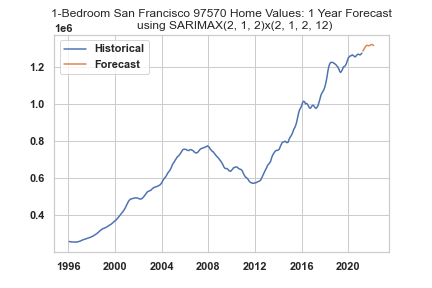 1-Bedroom San Francisco 97570 Home Values: 1 Year Forecast
using SARIMAX(2, 1, 2)x(2, 1, 2, 12)
1e6
Historical
Forecast
1.2
1.0
0.8
0.6
0.4
1996 2000 2004 2008 2012 2016 2020